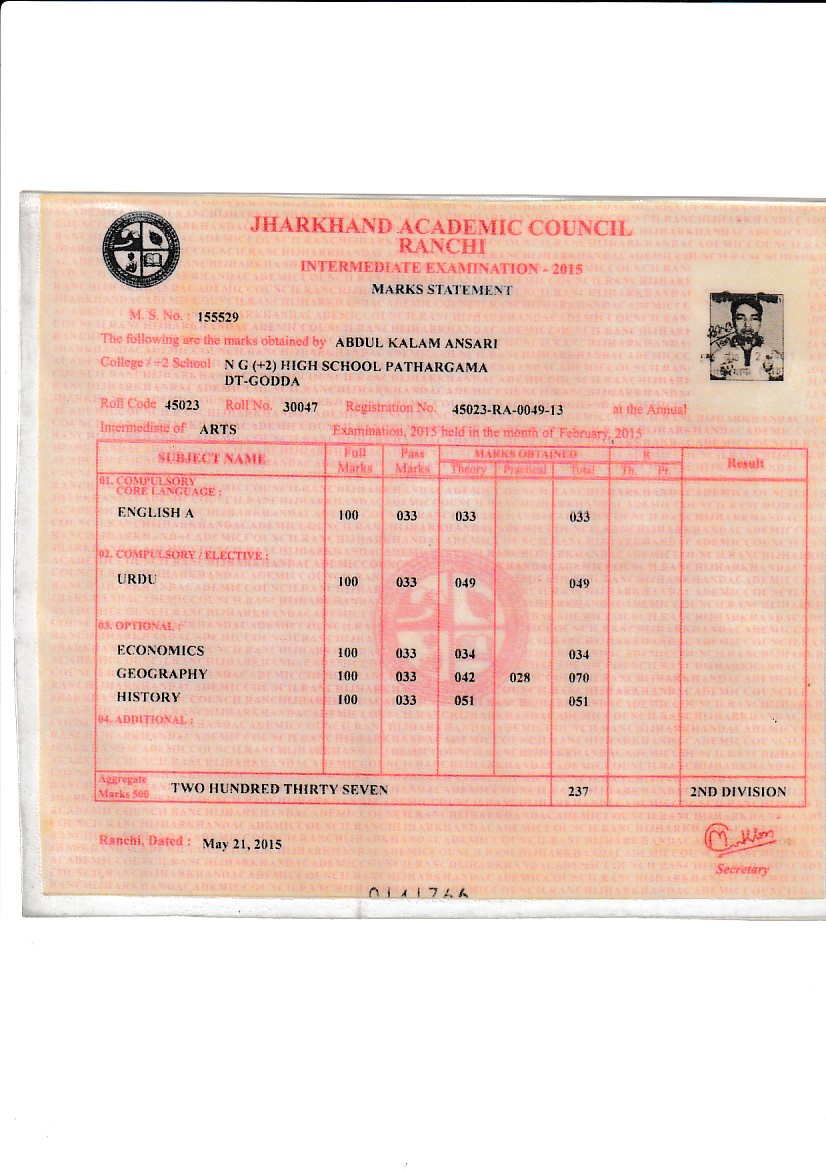 JHARKHAND ACADEMIC COUNCIL
RANCHI
INTERMEDIATE EXAMINATION - 2015
MARKS STATEMENT
M. S. No. : 155529
The following are the marks obtained by ABDUL KALAM ANSARI
College / +2 School N G (+2) HIGH SCHOOL PATHARGAMA
DT-GODDA
Roll Code 45023 Roll No. 30047 Registration No. 45023-RA-0049-13 at the Annual
Intermediate of ARTS Examination, 2015 held in the month of February, 2015
SUBJECT NAME Full Marks Pass Marks MARKS OBTAINED R Result
Theory Practical Total Th. Pr.
01. COMPULSORY
CORE LANGUAGE :
ENGLISH A 100 033 033 033
02. COMPULSORY / ELECTIVE :
URDU 100 033 049 049
03. OPTIONAL :
ECONOMICS 100 033 034 034
GEOGRAPHY 100 033 042 028 070
HISTORY 100 033 051 051
04. ADDITIONAL :
Aggregate
Marks 500 TWO HUNDRED THIRTY SEVEN 237 2ND DIVISION
Ranchi, Dated : May 21, 2015
Secretary